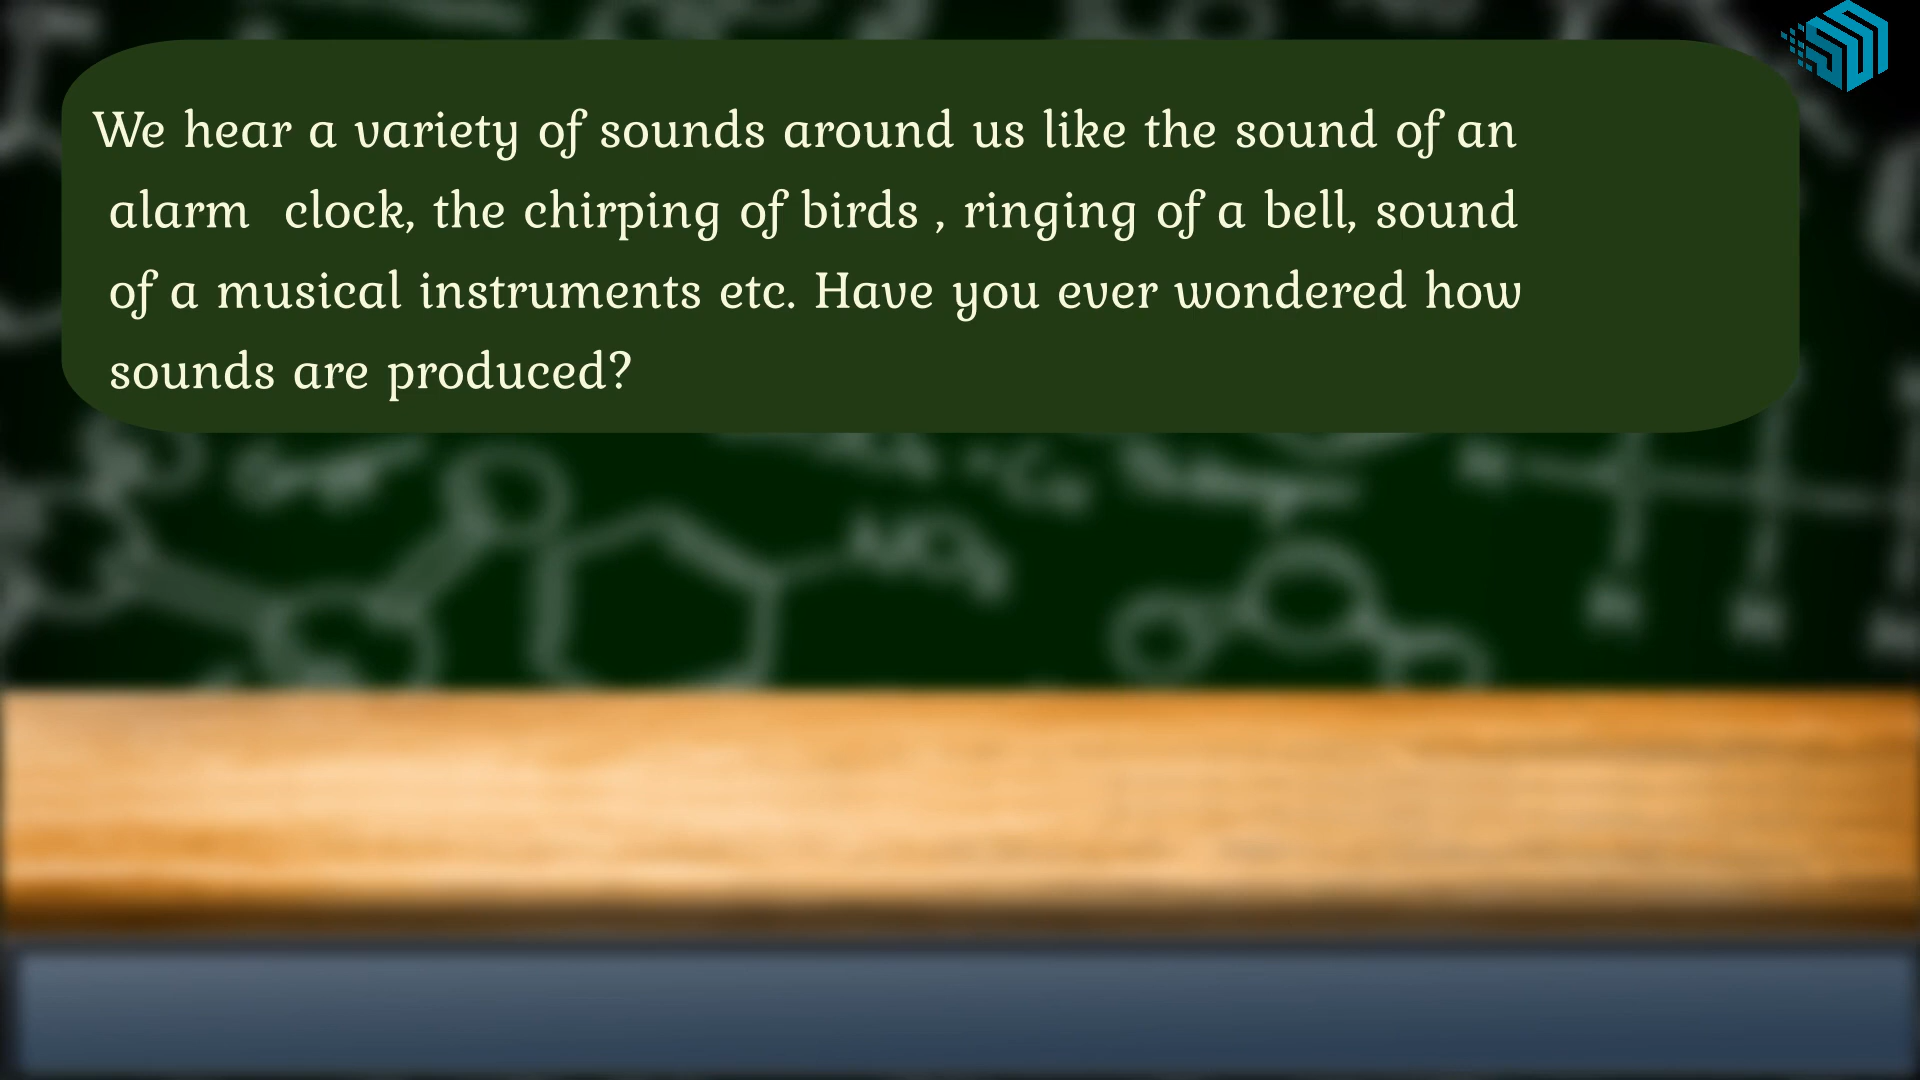 We hear a variety of sounds around us like the sound of an
alarm  clock, the chirping of birds , ringing of a bell, sound
of a musical instruments etc. Have you ever wondered how
sounds are produced?
NO₂